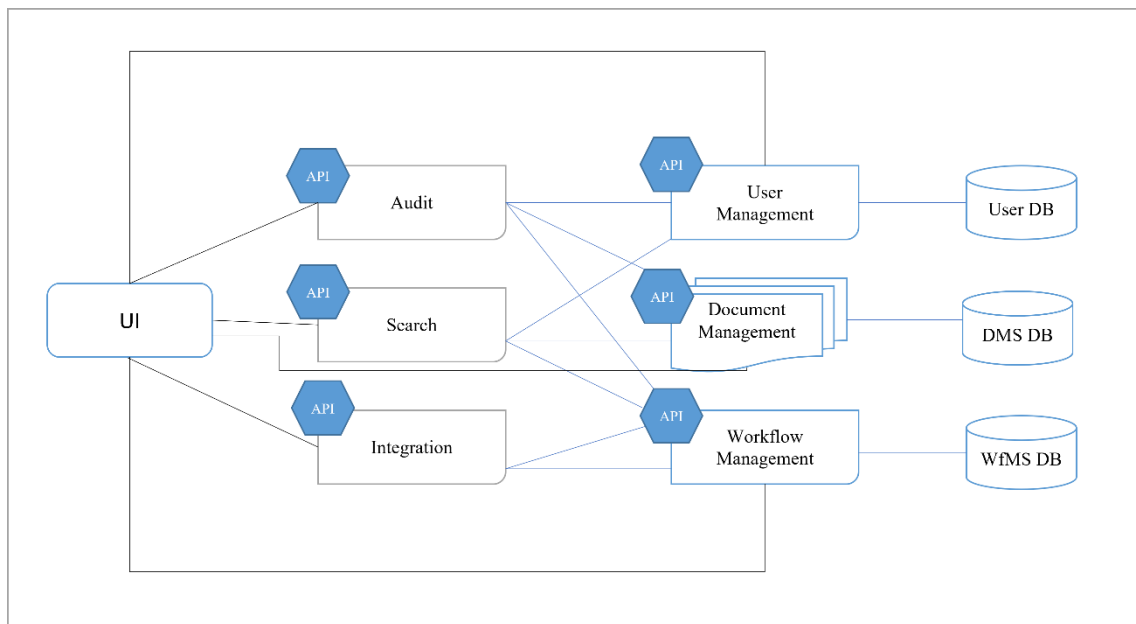 API
Audit
API
User
Management
User DB
UI
API
Search
API
Document
Management
DMS DB
API
Integration
API
Workflow
Management
WfMS DB